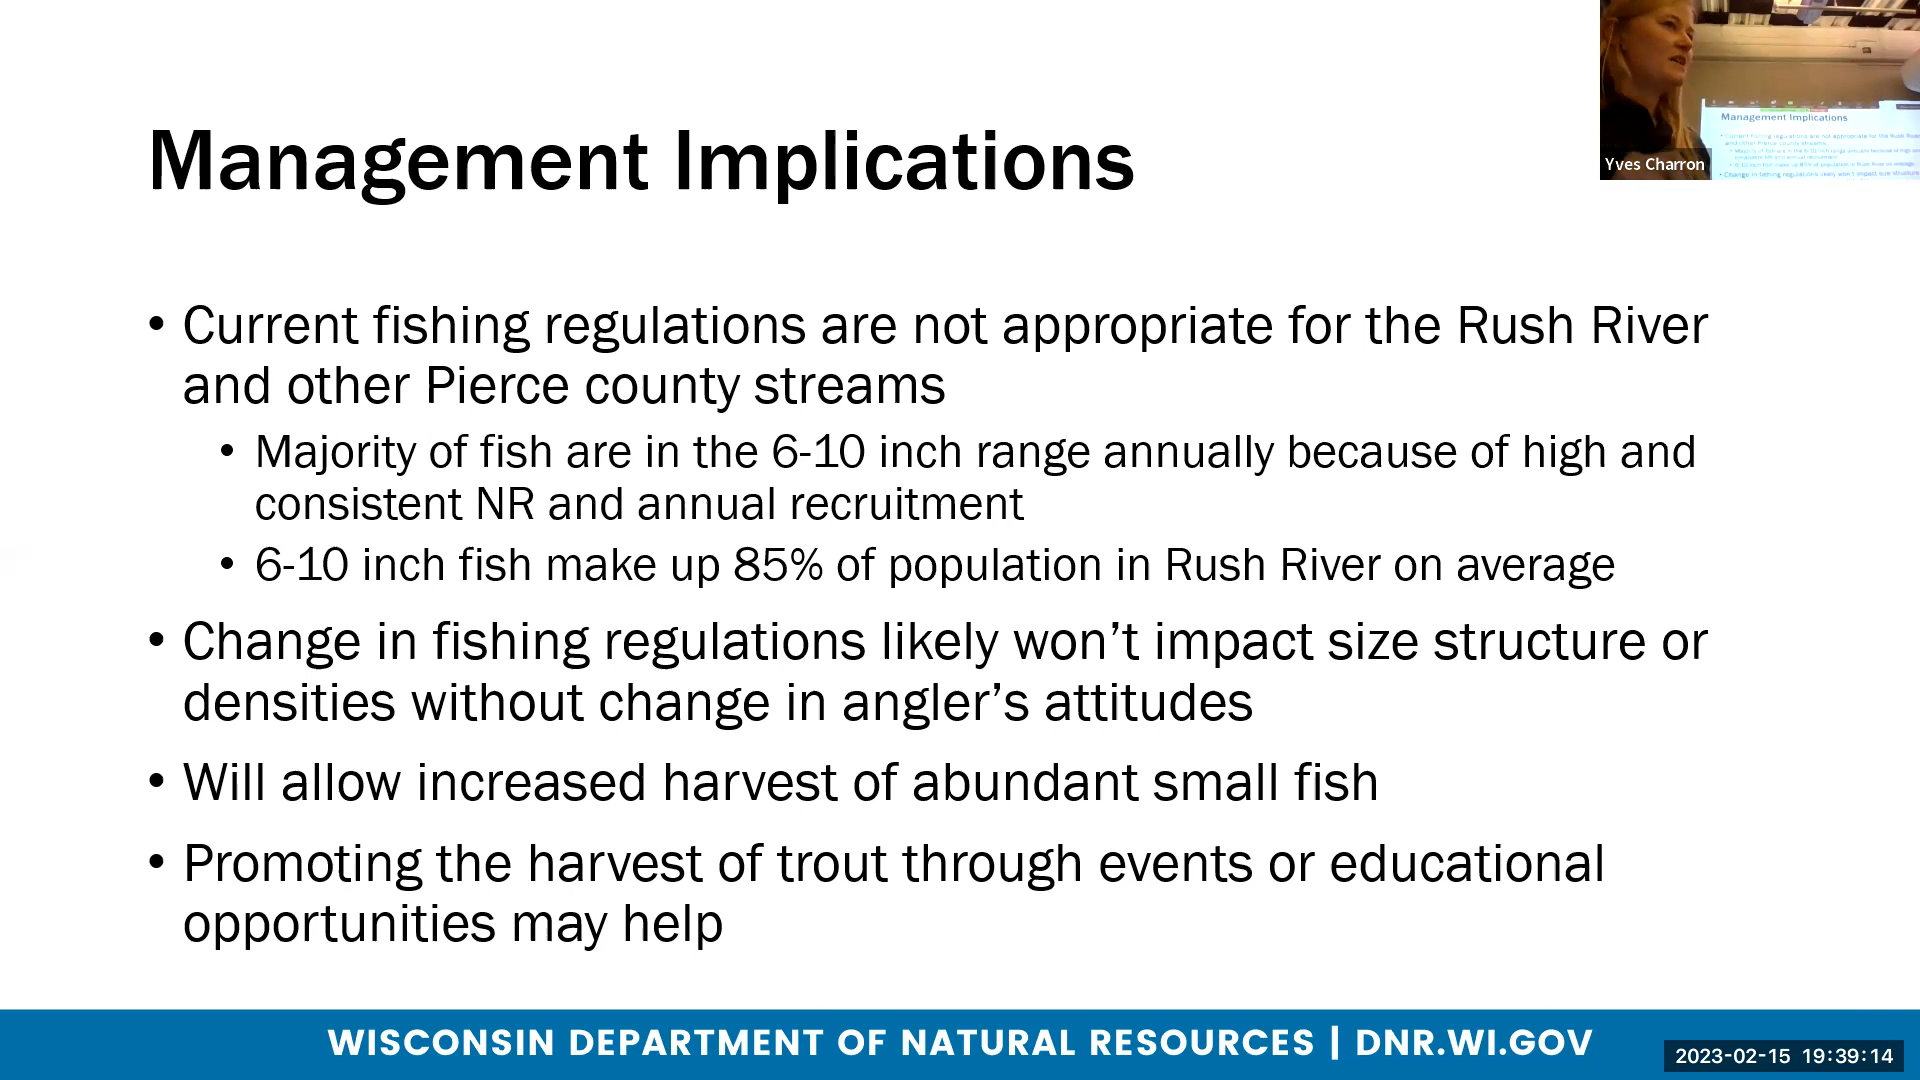 Management Implications
• Current fishing regulations are not appropriate for the Rush River
and other Pierce county streams
• Majority of fish are in the 6-10 inch range annually because of high and
consistent NR and annual recruitment
• 6-10 inch fish make up 85% of population in Rush River on average
• Change in fishing regulations likely won’t impact size structure or
densities without change in angler’s attitudes
• Will allow increased harvest of abundant small fish
• Promoting the harvest of trout through events or educational
opportunities may help
WISCONSIN DEPARTMENT OF NATURAL RESOURCES | DNR.WI.GOV
2023-02-15 19:39:14
Yves Charron
Management Implications